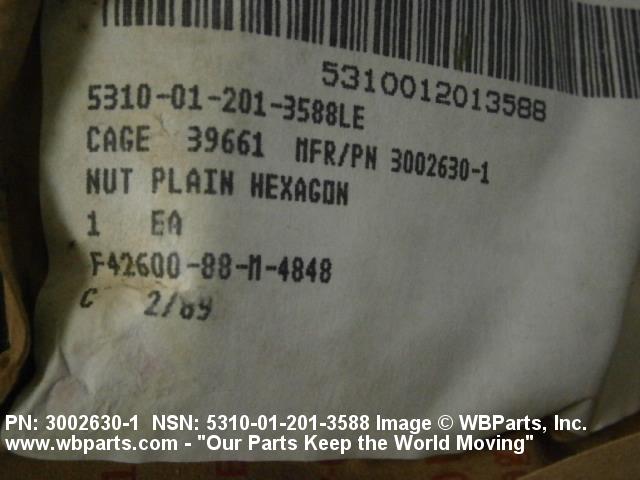 5310012013588
5310-01-201-3588LE
CAGE 39661 MFR/PN 3002630-1
NUT PLAIN HEXAGON
1 EA
F42600-88-M-4848
C 2/89
PN: 3002630-1 NSN: 5310-01-201-3588 Image © WBParts, Inc.
www.wbparts.com - "Our Parts Keep the World Moving"